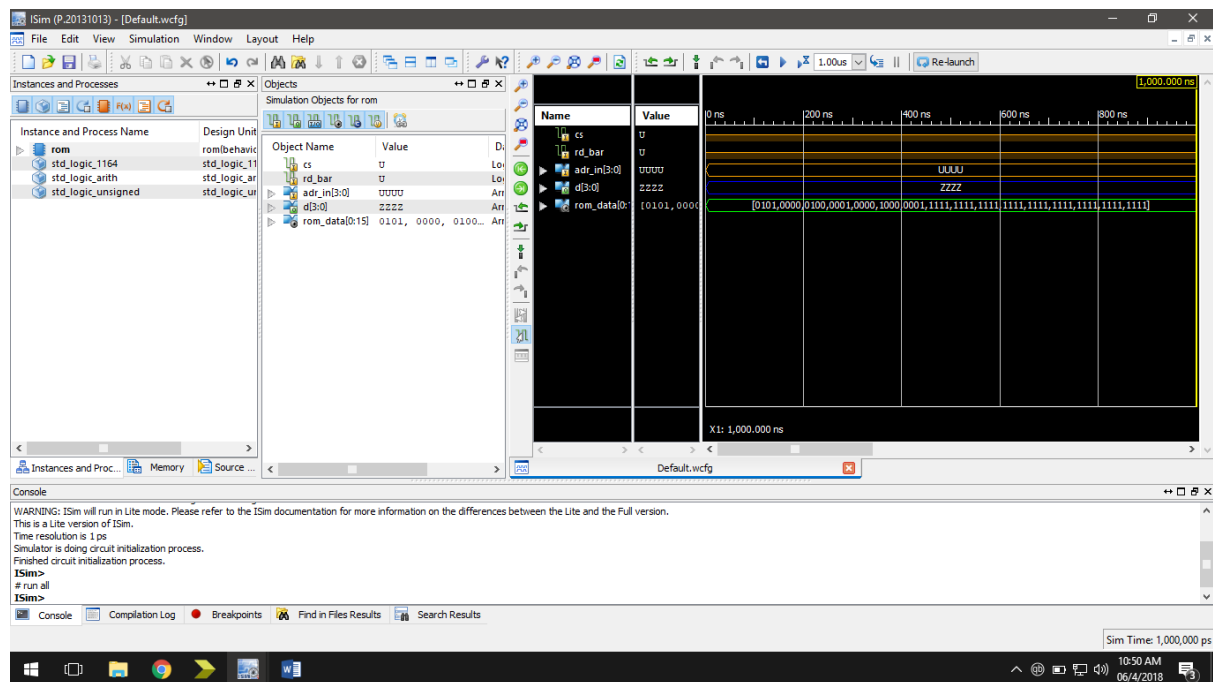 ISim (P.20131013) - [Default.wcfg]
File Edit View Simulation Window Layout Help
1.00us Re-launch
Instances and Processes
Instance and Process Name Design Unit
rom rom(behavic
std_logic_1164 std_logic_11
std_logic_arith std_logic_ar
std_logic_unsigned std_logic_ur
Instances and Proc... Memory Source ...
Objects
Simulation Objects for rom
Object Name Value
cs U
rd_bar U
adr_in[3:0] UUUU Arr
d[3:0] ZZZZ Arr
rom_data[0:15] 0101, 0000, 0100... Arr
1,000.000 ns
Name Value
0 ns 200 ns 400 ns 600 ns 800 ns
cs U
rd_bar U
adr_in[3:0] UUUU UUUU
d[3:0] ZZZZ ZZZZ
rom_data[0:1 [0101,000 [0101,0000,0100,0001,0000,1000,0001,1111,1111,1111,1111,1111,1111,1111,1111,1111]
X1: 1,000.000 ns
Default.wcfg
Console
WARNING: ISim will run in Lite mode. Please refer to the ISim documentation for more information on the differences between the Lite and the Full version.
This is a Lite version of ISim.
Time resolution is 1 ps
Simulator is doing circuit initialization process.
Finished circuit initialization process.
ISim>
# run all
ISim>
Console Compilation Log Breakpoints Find in Files Results Search Results
Sim Time: 1,000,000 ps
10:50 AM
06/4/2018